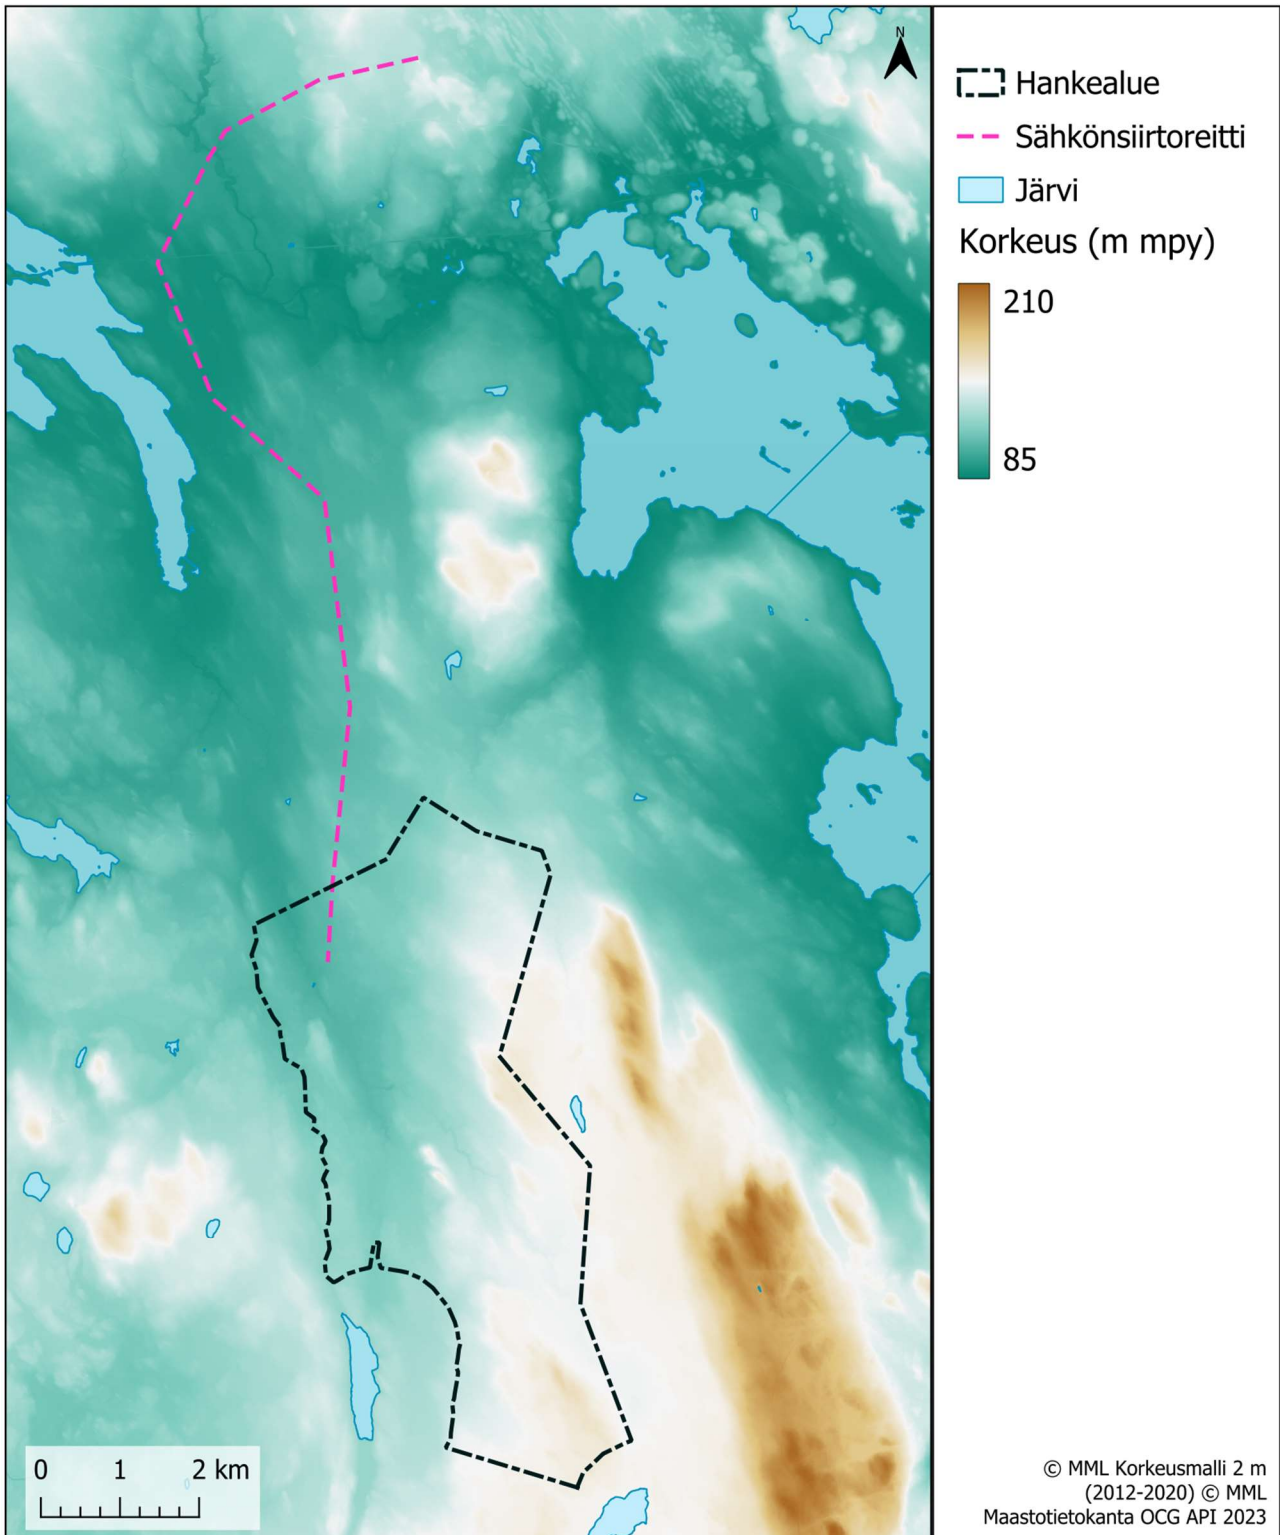 N
Hankealue
Sähkönsiirtoreitti
Järvi
Korkeus (m mpy)
210
85
0 1 2 km
© MML Korkeusmalli 2 m
(2012-2020) © MML
Maastotietokanta OCG API 2023